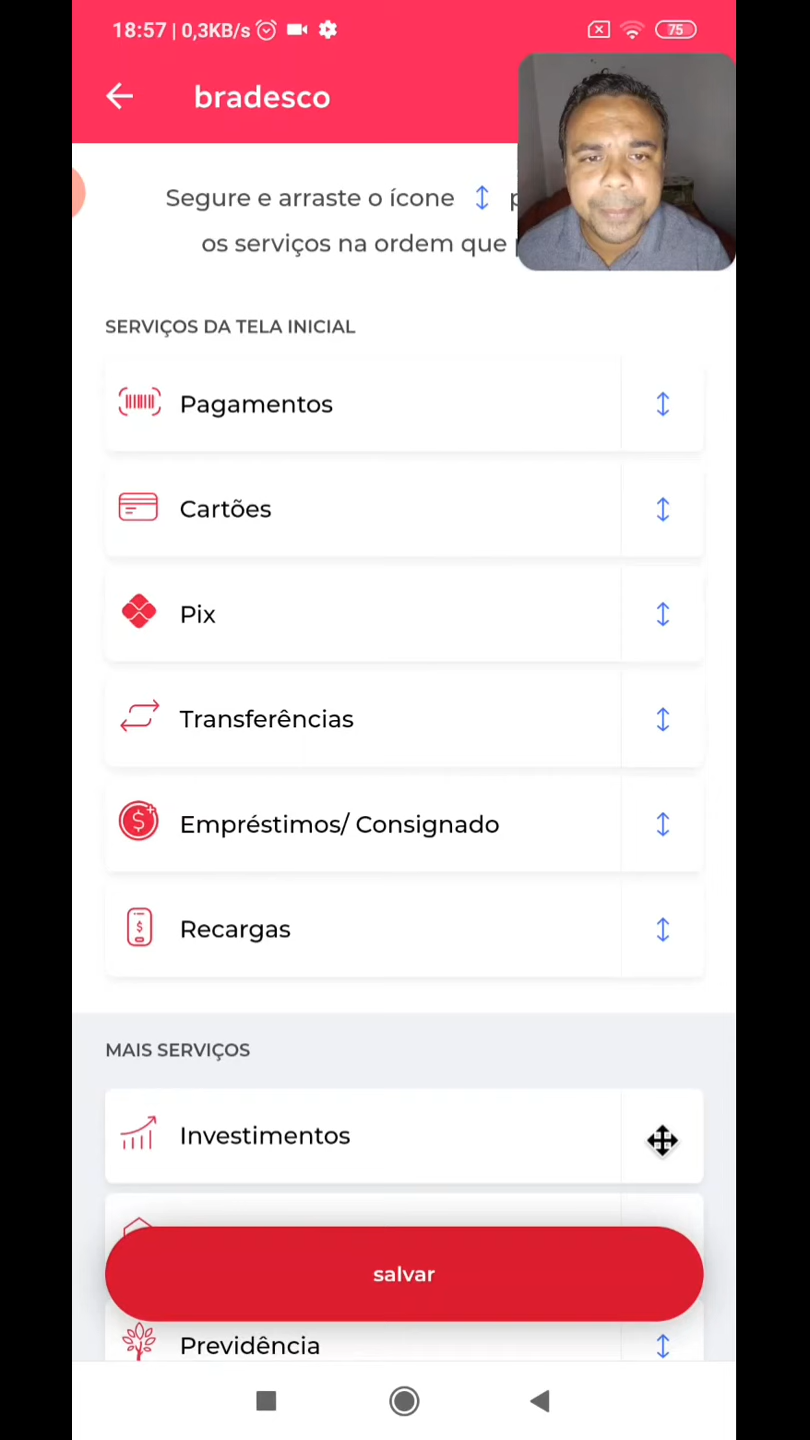 18:57 | 0,3KB/s
75
bradesco
Segure e arraste o ícone
os serviços na ordem que
SERVIÇOS DA TELA INICIAL
Pagamentos
Cartões
Pix
Transferências
Empréstimos/ Consignado
Recargas
MAIS SERVIÇOS
Investimentos
salvar
Previdência